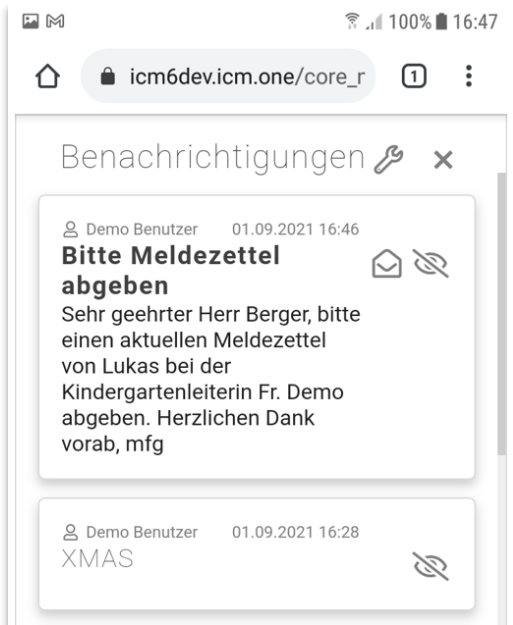 100% 16:47
icm6dev.icm.one/core_r 1
Benachrichtigungen
Demo Benutzer 01.09.2021 16:46
Bitte Meldezettel
abgeben
Sehr geehrter Herr Berger, bitte
einen aktuellen Meldezettel
von Lukas bei der
Kindergartenleiterin Fr. Demo
abgeben. Herzlichen Dank
vorab, mfg
Demo Benutzer 01.09.2021 16:28
XMAS